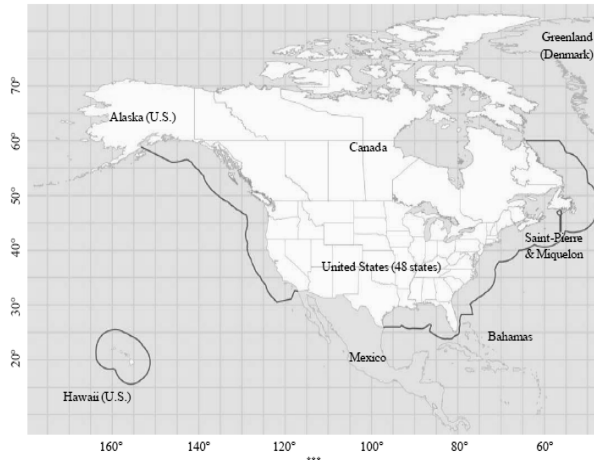 Greenland
(Denmark)
70°
Alaska (U.S.)
60°
Canada
50°
Saint-Pierre
& Miquelon
40°
United States (48 states)
30°
Bahamas
Mexico
20°
Hawaii (U.S.)
160°
140°
120°
100°
80°
60°
***